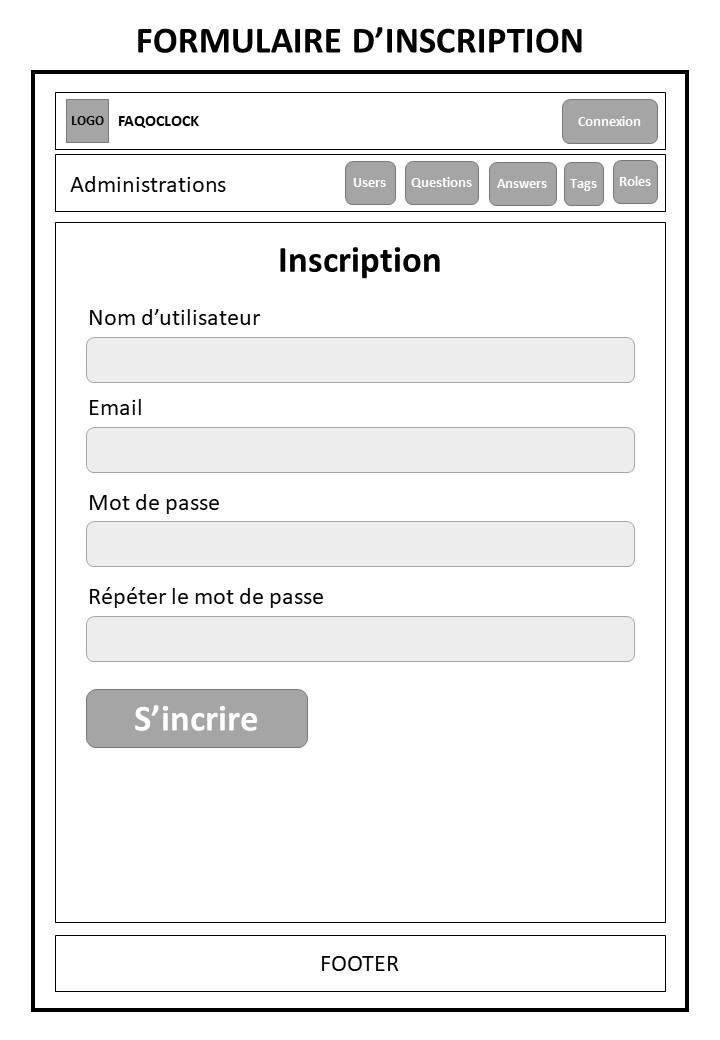 FORMULAIRE D’INSCRIPTION
LOGO FAQOCLOCK Connexion
Administrations Users Questions Answers Tags Roles
Inscription
Nom d’utilisateur
Email
Mot de passe
Répéter le mot de passe
S’incrire
FOOTER